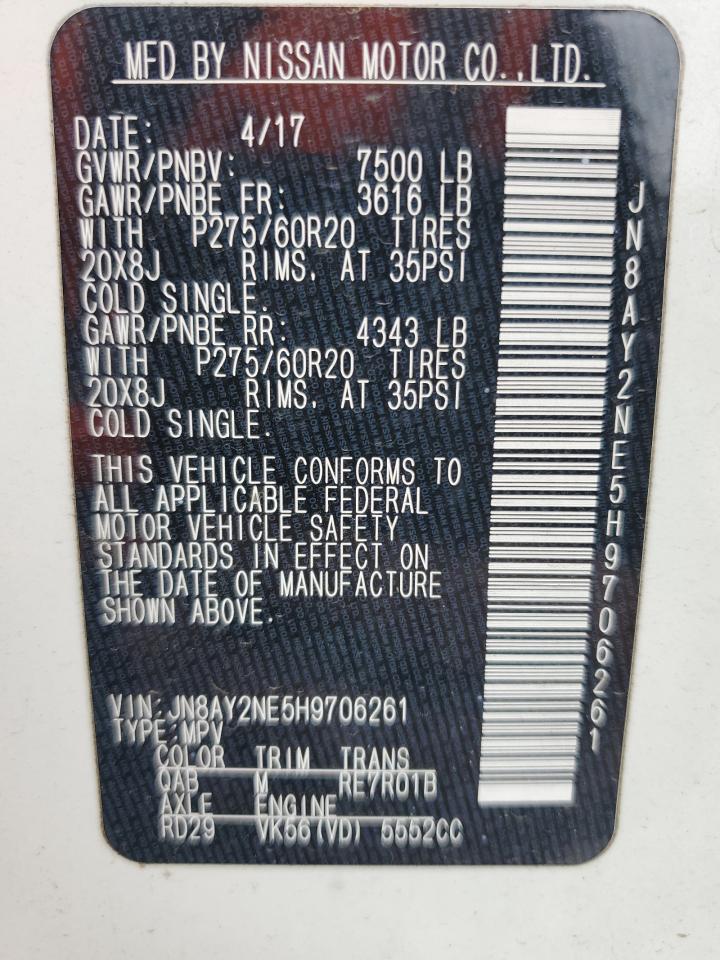 MFD BY NISSAN MOTOR CO.,LTD.
DATE: 4/17
GVWR/PNBV: 7500 LB
GAWR/PNBE FR: 3616 LB
WITH P275/60R20 TIRES
20X8J RIMS, AT 35PSI
COLD SINGLE.
GAWR/PNBE RR: 4343 LB
WITH P275/60R20 TIRES
20X8J RIMS, AT 35PSI
COLD SINGLE.
THIS VEHICLE CONFORMS TO
ALL APPLICABLE FEDERAL
MOTOR VEHICLE SAFETY
STANDARDS IN EFFECT ON
THE DATE OF MANUFACTURE
SHOWN ABOVE.
VIN:JN8AY2NE5H9706261
TYPE:MPV
COLOR TRIM TRANS
QAB M RE7R01B
AXLE ENGINE
RD29 VK56(VD) 5552CC
JN8AY2NE5H9706261